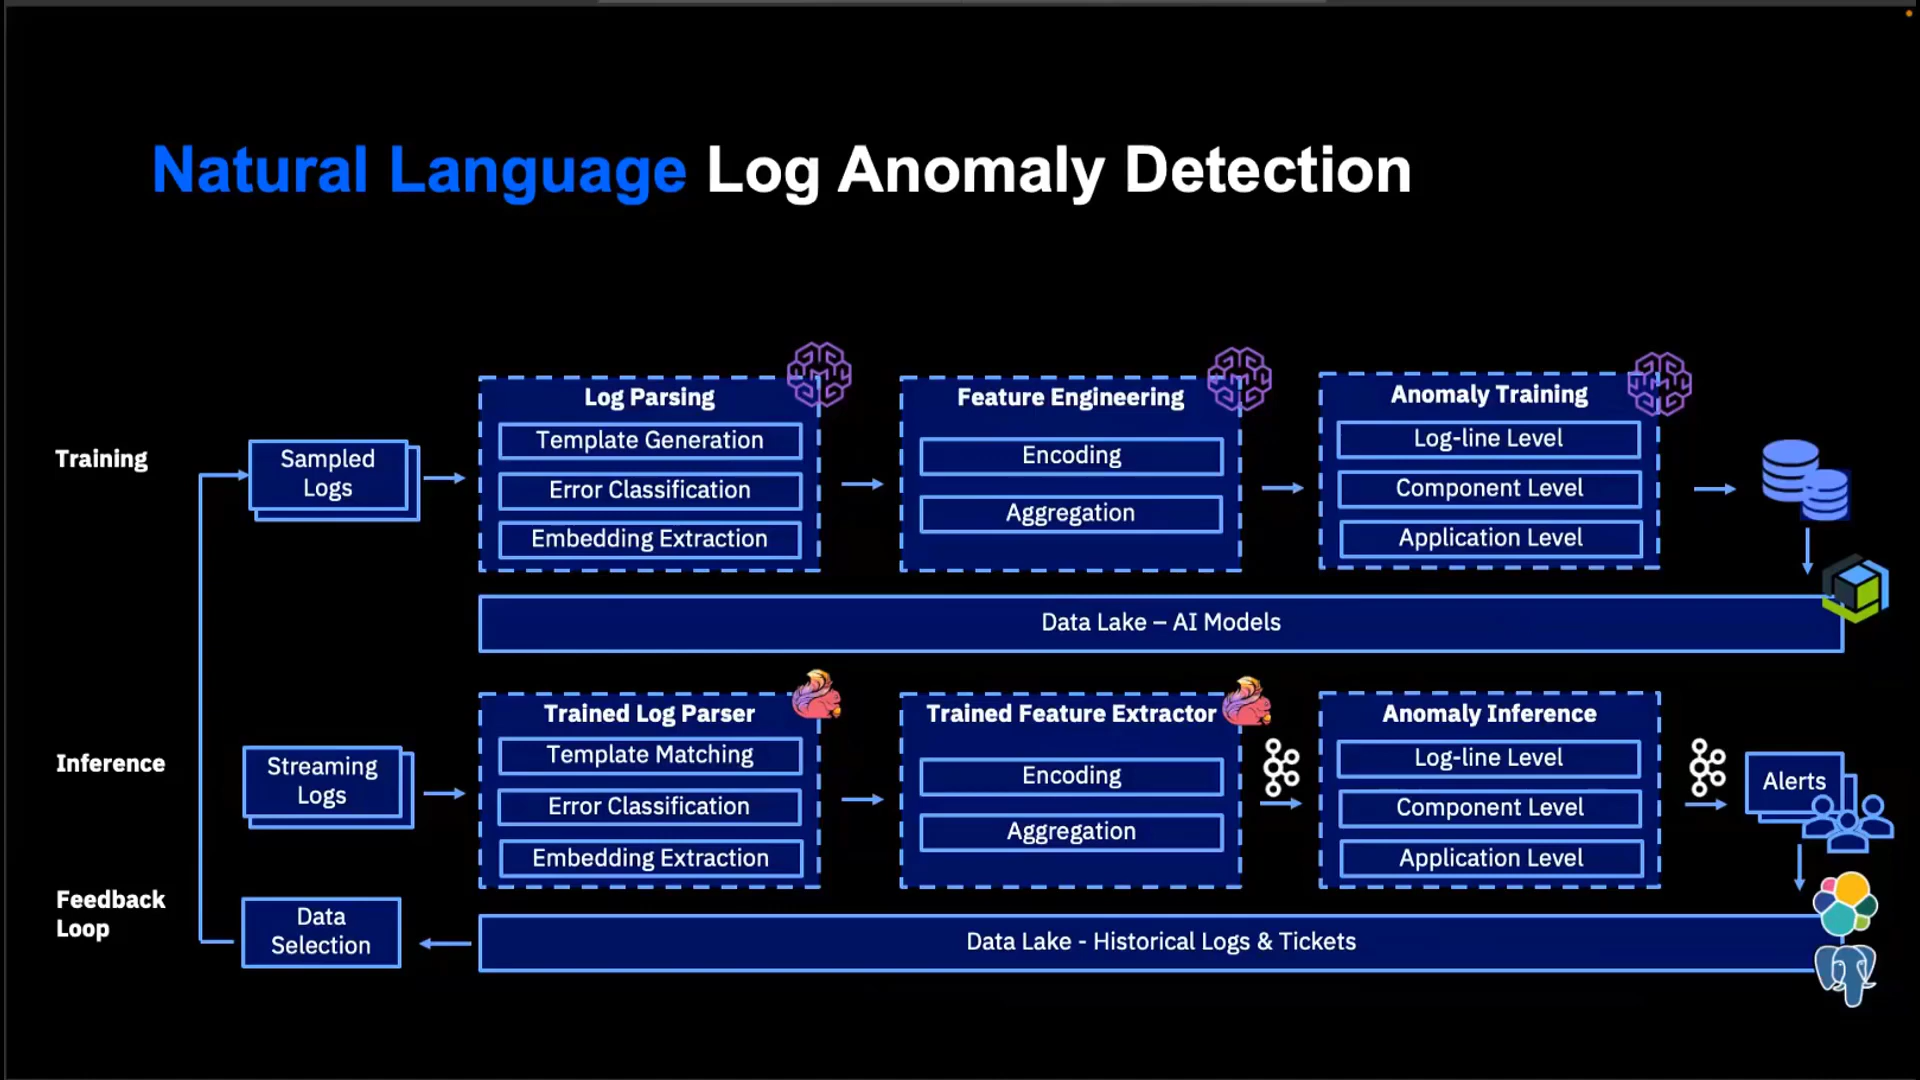 Natural Language Log Anomaly Detection
Training
Sampled
Logs
Log Parsing
Template Generation
Error Classification
Embedding Extraction
Feature Engineering
Encoding
Aggregation
Anomaly Training
Log-line Level
Component Level
Application Level
Data Lake – AI Models
Inference
Streaming
Logs
Trained Log Parser
Template Matching
Error Classification
Embedding Extraction
Trained Feature Extractor
Encoding
Aggregation
Anomaly Inference
Log-line Level
Component Level
Application Level
Alerts
Feedback
Loop
Data
Selection
Data Lake - Historical Logs & Tickets